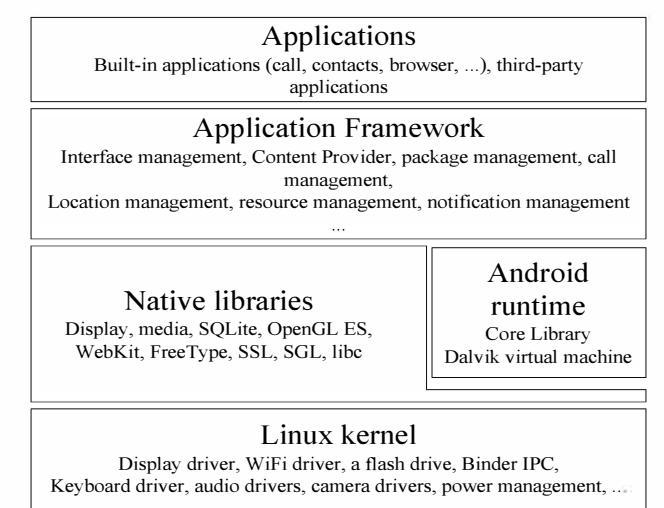 Applications
Built-in applications (call, contacts, browser, ...), third-party
applications
Application Framework
Interface management, Content Provider, package management, call
management,
Location management, resource management, notification management
...
Native libraries
Display, media, SQLite, OpenGL ES,
WebKit, FreeType, SSL, SGL, libc
Android
runtime
Core Library
Dalvik virtual machine
Linux kernel
Display driver, WiFi driver, a flash drive, Binder IPC,
Keyboard driver, audio drivers, camera drivers, power management, ...